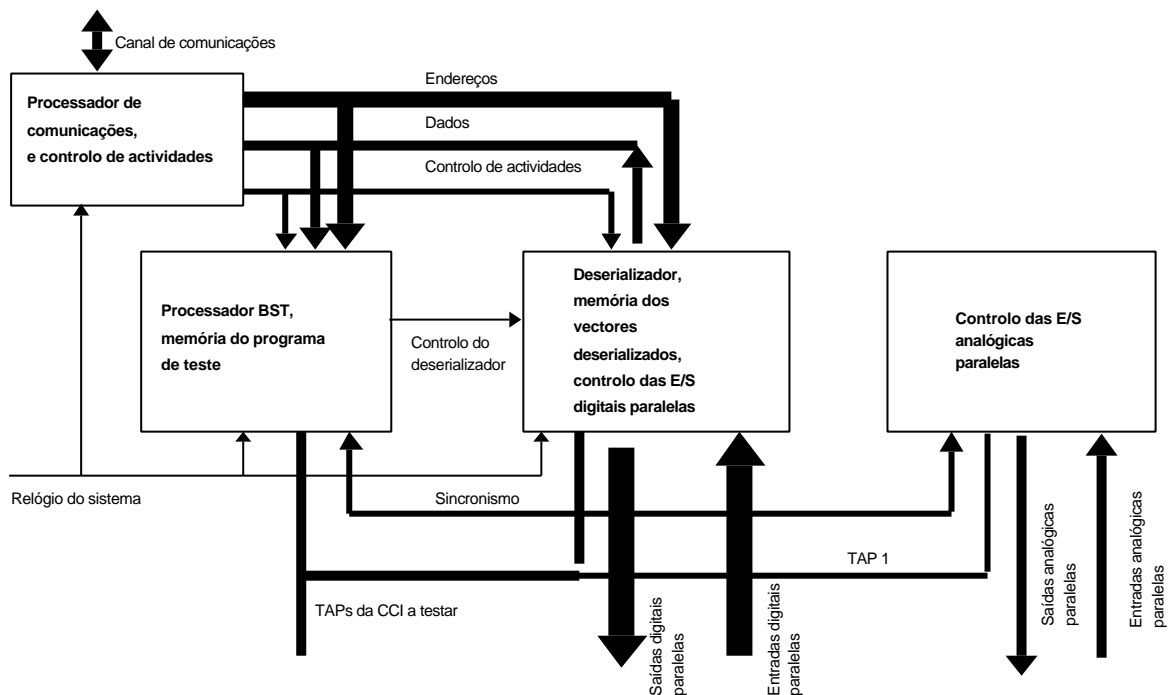 Canal de comunicações
Processador de
comunicações,
e controlo de actividades
Endereços
Dados
Controlo de actividades
Processador BST,
memória do programa
de teste
Controlo do
deserializador
Deserializador,
memória dos
vectores
deserializados,
controlo das E/S
digitais paralelas
Controlo das E/S
analógicas
paralelas
Relógio do sistema
Sincronismo
TAP 1
TAPs da CCI a testar
Saídas digitais
paralelas
Entradas digitais
paralelas
Saídas analógicas
paralelas
Entradas analógicas
paralelas